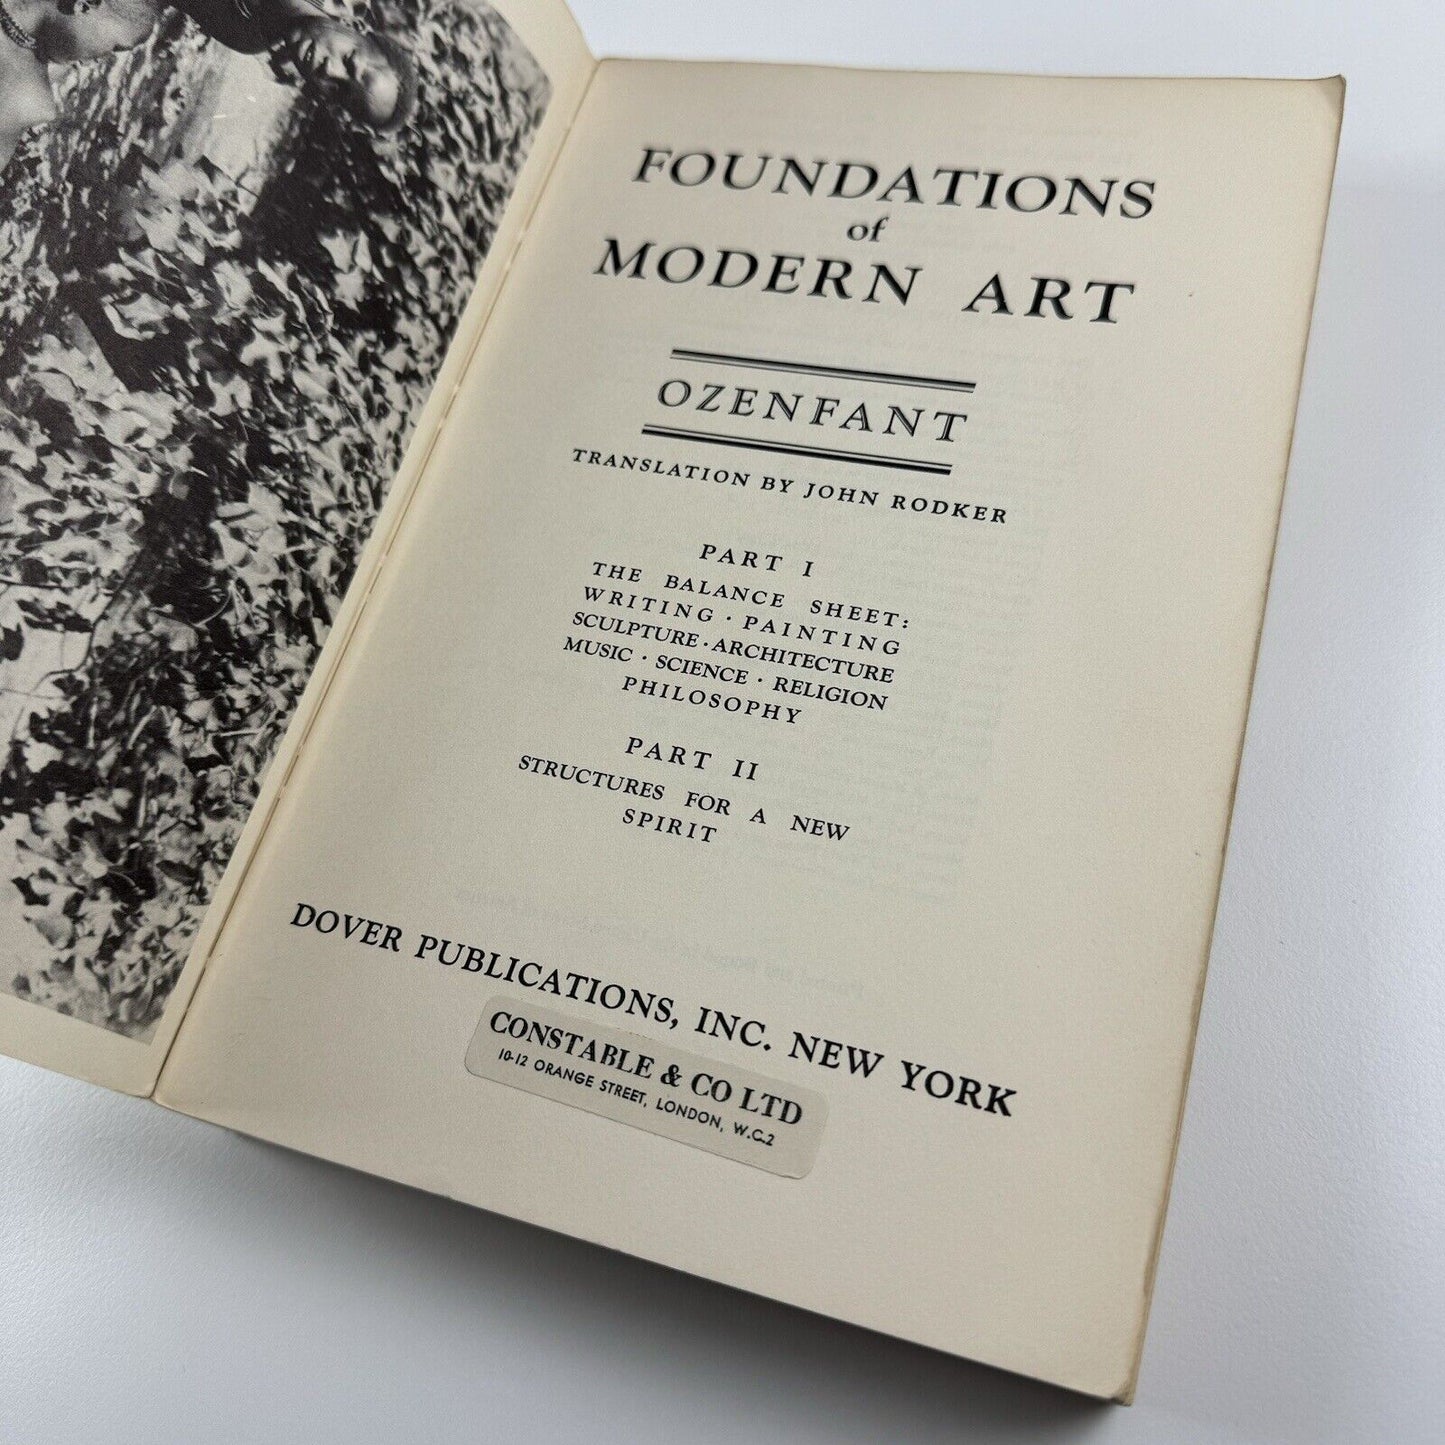 FOUNDATIONS
of
MODERN ART
OZENFANT
TRANSLATION BY JOHN RODKER
PART I
THE BALANCE SHEET:
WRITING · PAINTING
SCULPTURE · ARCHITECTURE
MUSIC · SCIENCE · RELIGION
PHILOSOPHY
PART II
STRUCTURES FOR A NEW
SPIRIT
DOVER PUBLICATIONS, INC. NEW YORK
CONSTABLE & CO LTD
10-12 ORANGE STREET, LONDON, W.C.2